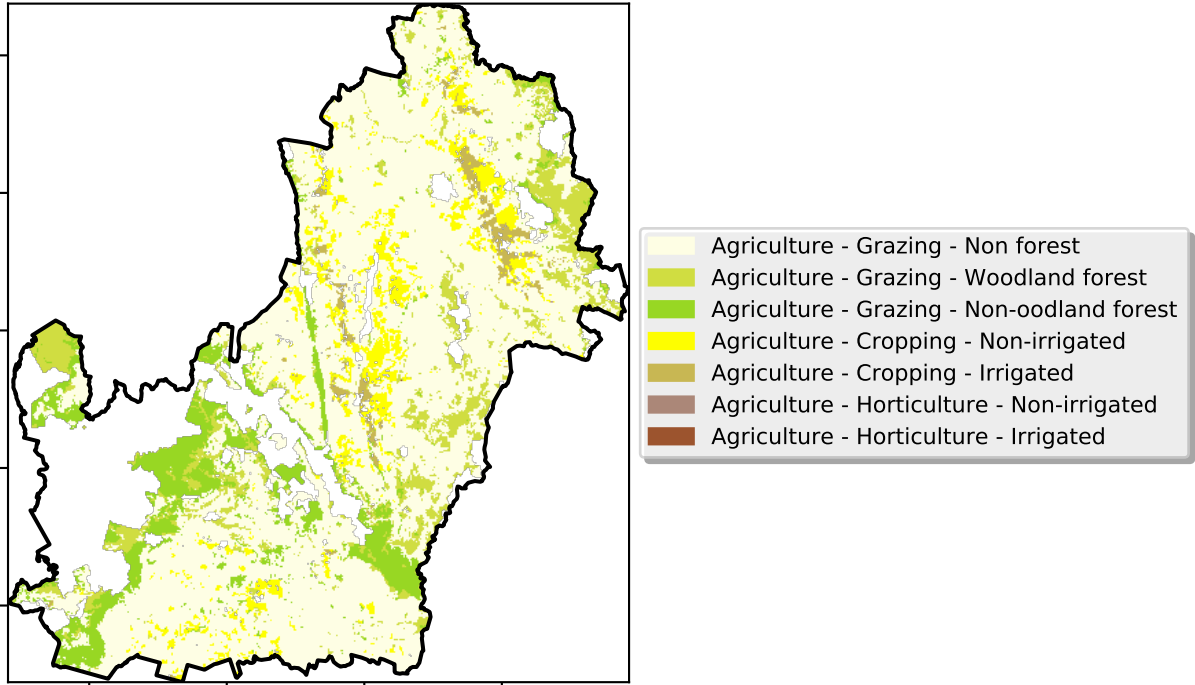 Agriculture - Grazing - Non forest
Agriculture - Grazing - Woodland forest
Agriculture - Grazing - Non-oodland forest
Agriculture - Cropping - Non-irrigated
Agriculture - Cropping - Irrigated
Agriculture - Horticulture - Non-irrigated
Agriculture - Horticulture - Irrigated